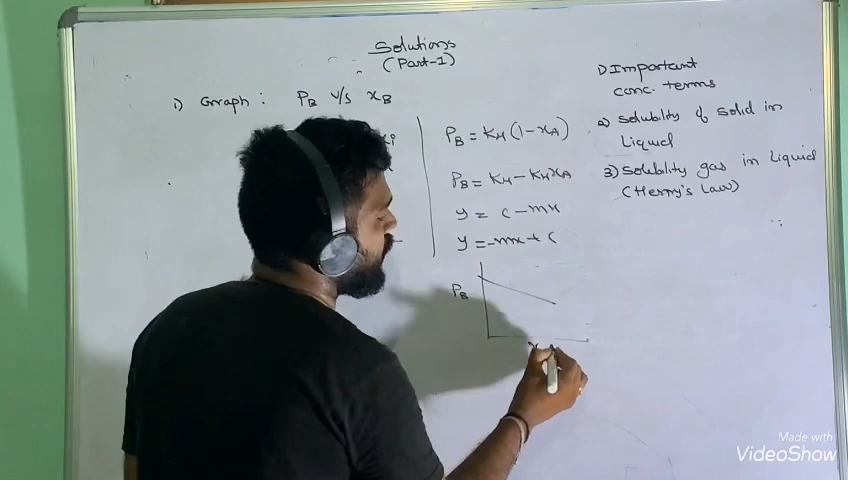 Solutions
(Part-1)
1) Graph : PB v/s xB
PB = KH (1-xA)
PB = KH - KH xA
y = C - mx
y = -mx + C
PB
1) Important
conc. terms
2) solubility of solid in
Liquid
3) solubility gas in Liquid
(Henry's Law)
Made with
VideoShow